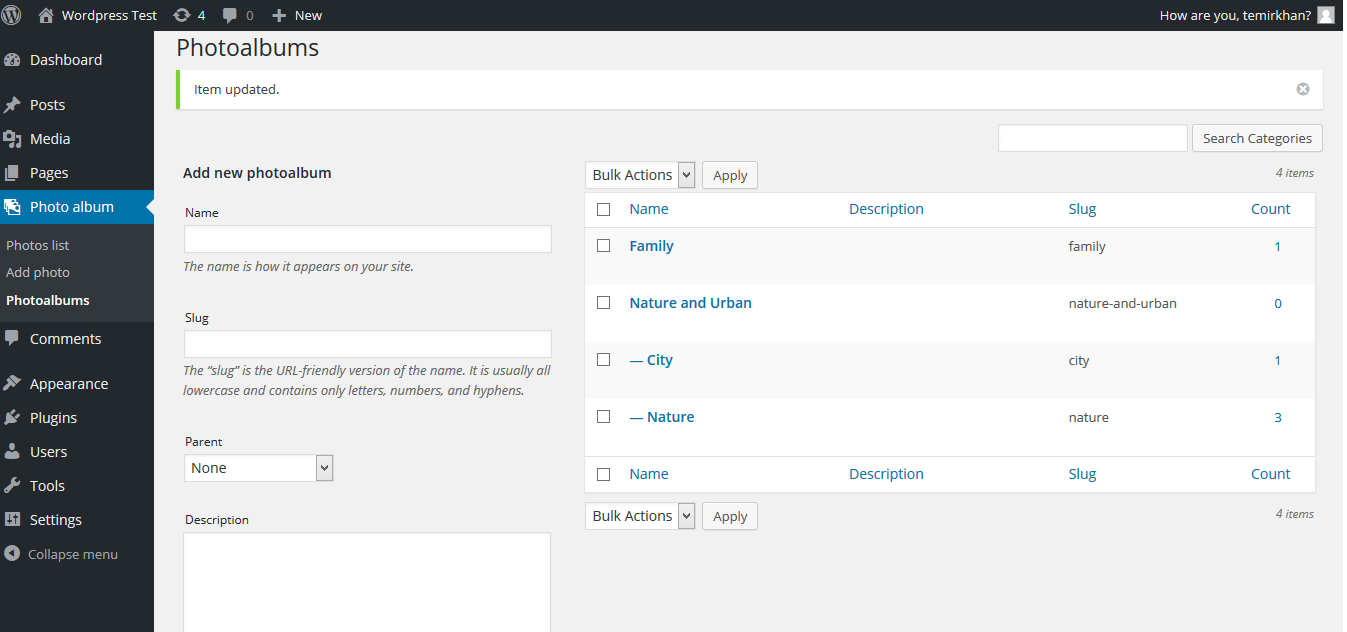 Wordpress Test 4 0 New How are you, temirkhan?
Dashboard
Posts
Media
Pages
Photo album
Photos list
Add photo
Photoalbums
Comments
Appearance
Plugins
Users
Tools
Settings
Collapse menu
Photoalbums
Item updated.
Search Categories
Add new photoalbum
Name
The name is how it appears on your site.
Slug
The “slug” is the URL-friendly version of the name. It is usually all
lowercase and contains only letters, numbers, and hyphens.
Parent
None
Description
Bulk Actions Apply 4 items
Name Description Slug Count
Family family 1
Nature and Urban nature-and-urban 0
— City city 1
— Nature nature 3
Name Description Slug Count
Bulk Actions Apply 4 items